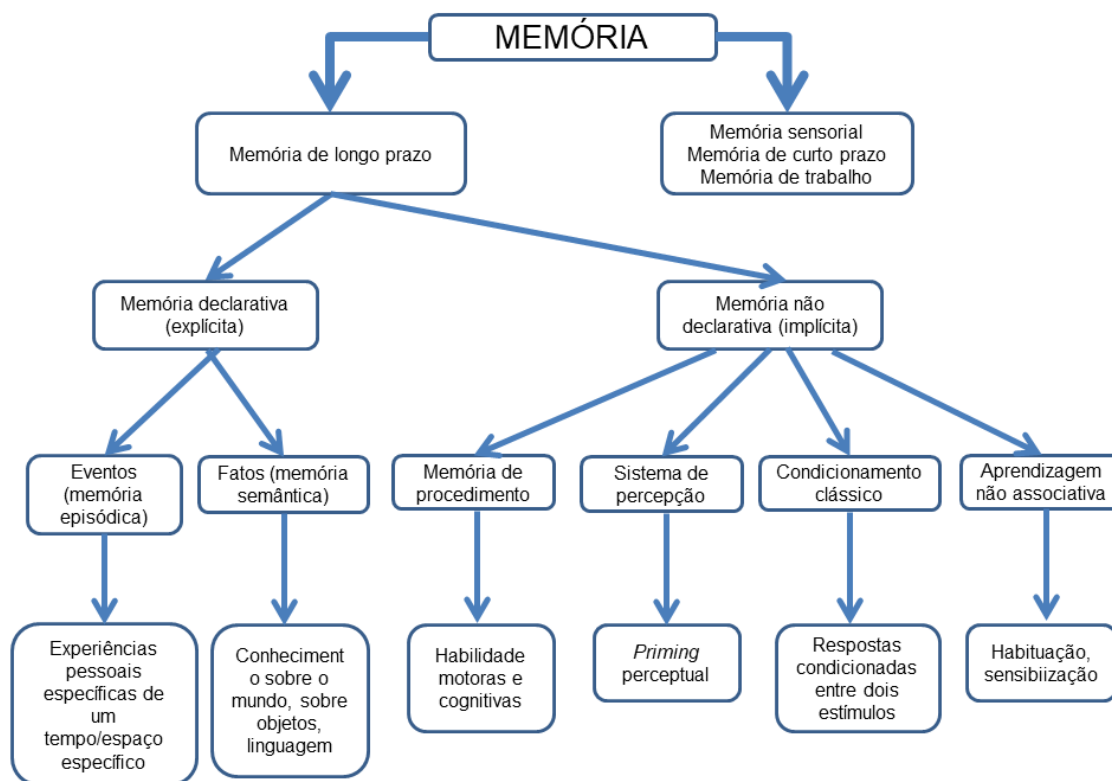 MEMÓRIA
Memória de longo prazo
Memória sensorial
Memória de curto prazo
Memória de trabalho
Memória declarativa
(explícita)
Memória não
declarativa (implícita)
Eventos
(memória
episódica)
Fatos (memória
semântica)
Memória de
procedimento
Sistema de
percepção
Condicionamento
clássico
Aprendizagem
não associativa
Experiências
pessoais
específicas de
um
tempo/espaço
específico
Conheciment
o sobre o
mundo, sobre
objetos,
linguagem
Habilidade
motoras e
cognitivas
Priming
perceptual
Respostas
condicionadas
entre dois
estímulos
Habituação,
sensibiização